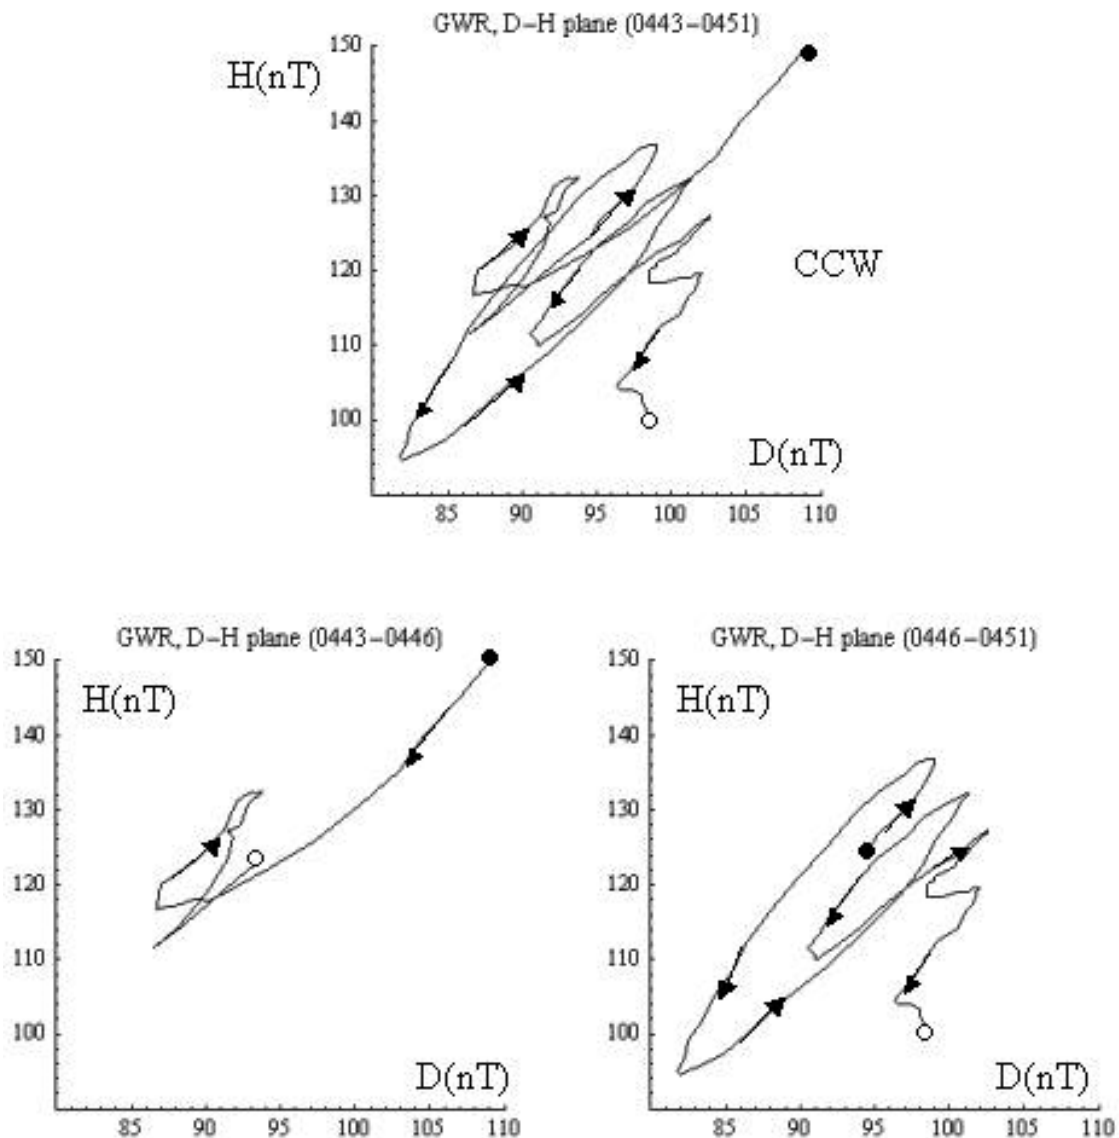 GWR, D−H plane (0443−0451)
150
H(nT)
140
130
120
CCW
110
100
D(nT)
85 90 95 100 105 110
GWR, D−H plane (0443−0446)
150
H(nT)
140
130
120
110
100
D(nT)
85 90 95 100 105 110
GWR, D−H plane (0446−0451)
150
H(nT)
140
130
120
110
100
D(nT)
85 90 95 100 105 110